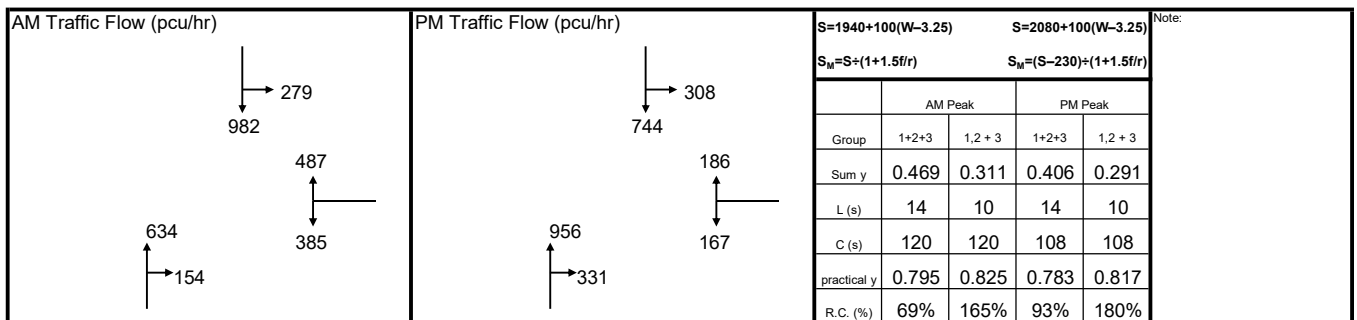 AM Traffic Flow (pcu/hr)
279
982
487
385
634
154
PM Traffic Flow (pcu/hr)
308
744
186
167
956
331
S=1940+100(W–3.25) S=2080+100(W–3.25)
S_M=S÷(1+1.5f/r) S_M=(S–230)÷(1+1.5f/r)
AM Peak PM Peak
Group 1+2+3 1,2 + 3 1+2+3 1,2 + 3
Sum y 0.469 0.311 0.406 0.291
L (s) 14 10 14 10
C (s) 120 120 108 108
practical y 0.795 0.825 0.783 0.817
R.C. (%) 69% 165% 93% 180%
Note: